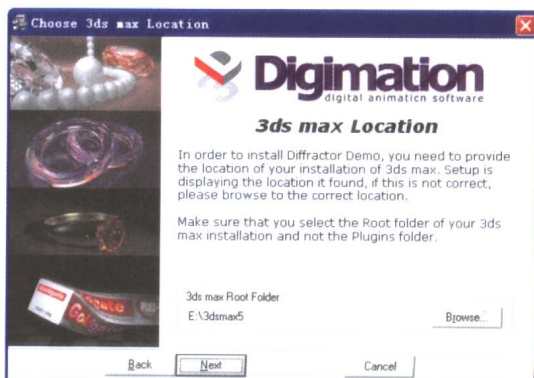 Choose 3ds max Location
Digimation
digital animation software
3ds max Location
In order to install Diffractor Demo, you need to provide
the location of your installation of 3ds max. Setup is
displaying the location it found, if this is not correct,
please browse to the correct location.
Make sure that you select the Root folder of your 3ds
max installation and not the Plugins folder.
3ds max Root Folder
E:\3dsmax5
Browse...
Back
Next
Cancel